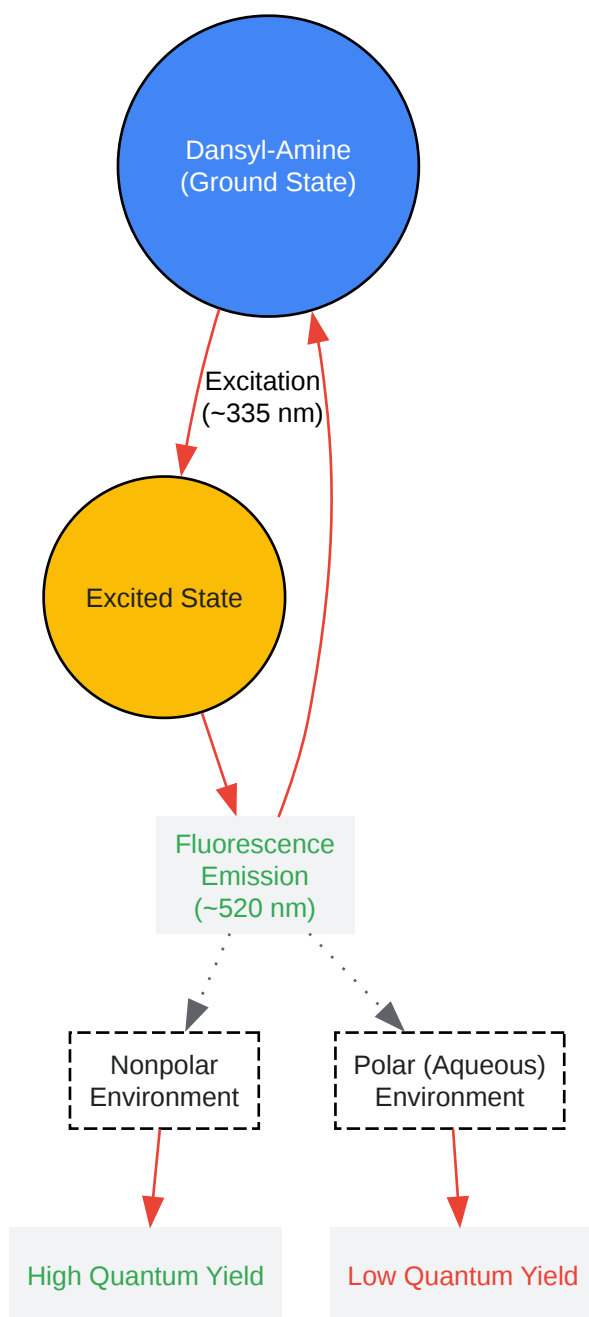 Dansyl-Amine
(Ground State)
Excitation
(~335 nm)
Excited State
Fluorescence
Emission
(~520 nm)
Nonpolar
Environment
Polar (Aqueous)
Environment
High Quantum Yield
Low Quantum Yield